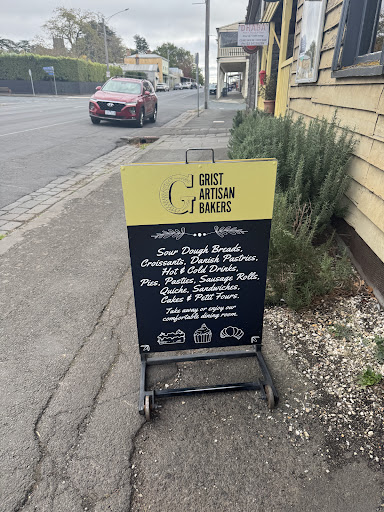 G
GRIST
ARTISAN
BAKERS
Sour Dough Breads,
Croissants, Danish Pastries,
Hot & Cold Drinks,
Pies, Pasties, Sausage Rolls,
Quiche, Sandwiches,
Cakes & Petit Fours.
Take away or enjoy our
comfortable dining room.